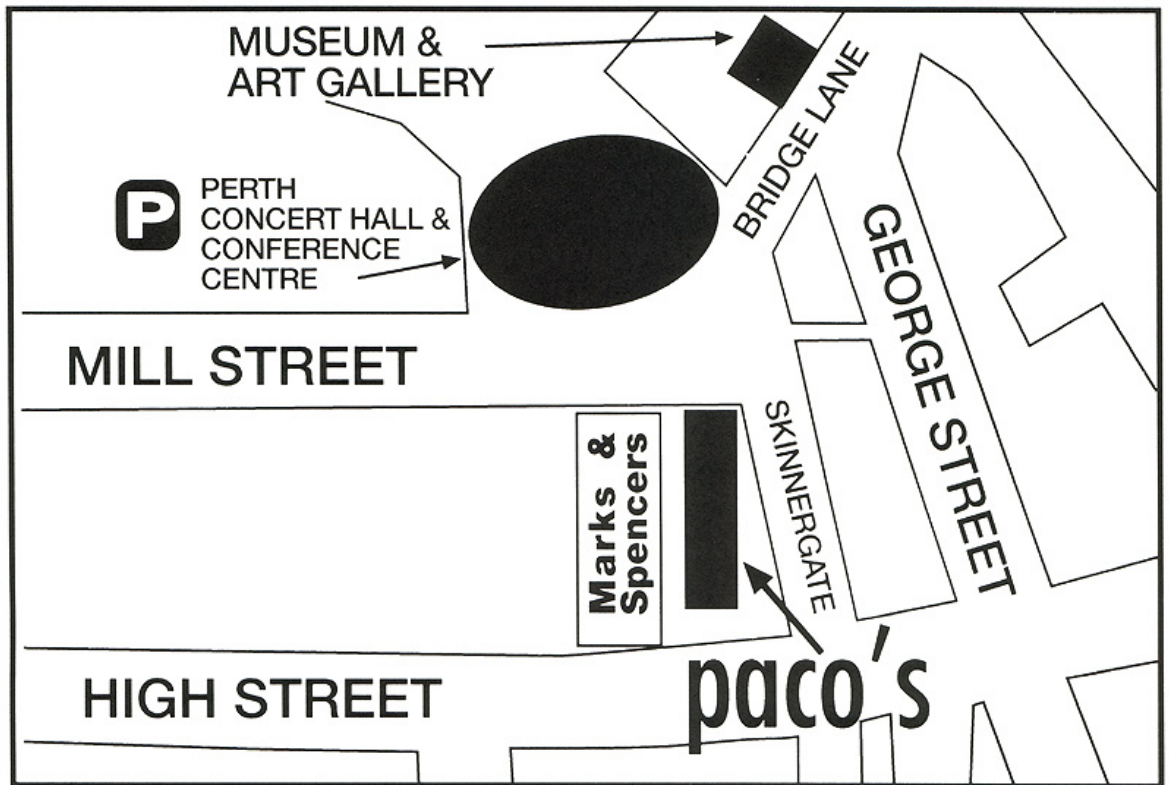 MUSEUM &
ART GALLERY
BRIDGE LANE
P
PERTH
CONCERT HALL &
CONFERENCE
CENTRE
GEORGE STREET
MILL STREET
SKINNERGATE
Marks &
Spencers
paco's
HIGH STREET